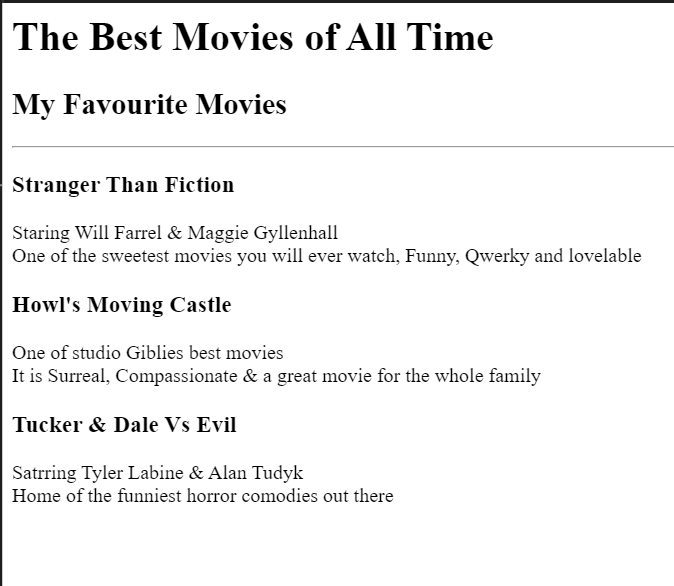 The Best Movies of All Time
My Favourite Movies
Stranger Than Fiction
Staring Will Farrel & Maggie Gyllenhall
One of the sweetest movies you will ever watch, Funny, Qwerky and lovelable
Howl's Moving Castle
One of studio Giblies best movies
It is Surreal, Compassionate & a great movie for the whole family
Tucker & Dale Vs Evil
Satrring Tyler Labine & Alan Tudyk
Home of the funniest horror comodies out there